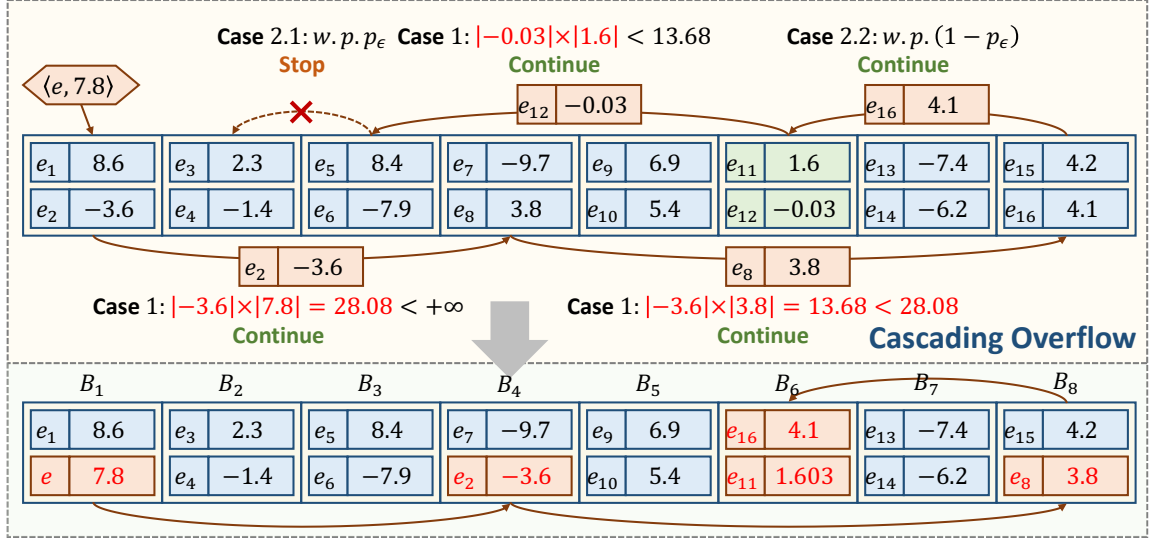 Case 2.1: w. p. pϵ Case 1: |−0.03|×|1.6| < 13.68 Case 2.2: w. p. (1 − pϵ)
Stop Continue Continue
⟨e, 7.8⟩
e12 −0.03 e16 4.1
e1 8.6 e3 2.3 e5 8.4 e7 −9.7 e9 6.9 e11 1.6 e13 −7.4 e15 4.2
e2 −3.6 e4 −1.4 e6 −7.9 e8 3.8 e10 5.4 e12 −0.03 e14 −6.2 e16 4.1
e2 −3.6 e8 3.8
Case 1: |−3.6|×|7.8| = 28.08 < +∞ Case 1: |−3.6|×|3.8| = 13.68 < 28.08
Continue Continue
Cascading Overflow
B1 B2 B3 B4 B5 B6 B7 B8
e1 8.6 e3 2.3 e5 8.4 e7 −9.7 e9 6.9 e16 4.1 e13 −7.4 e15 4.2
e 7.8 e4 −1.4 e6 −7.9 e2 −3.6 e10 5.4 e11 1.603 e14 −6.2 e8 3.8